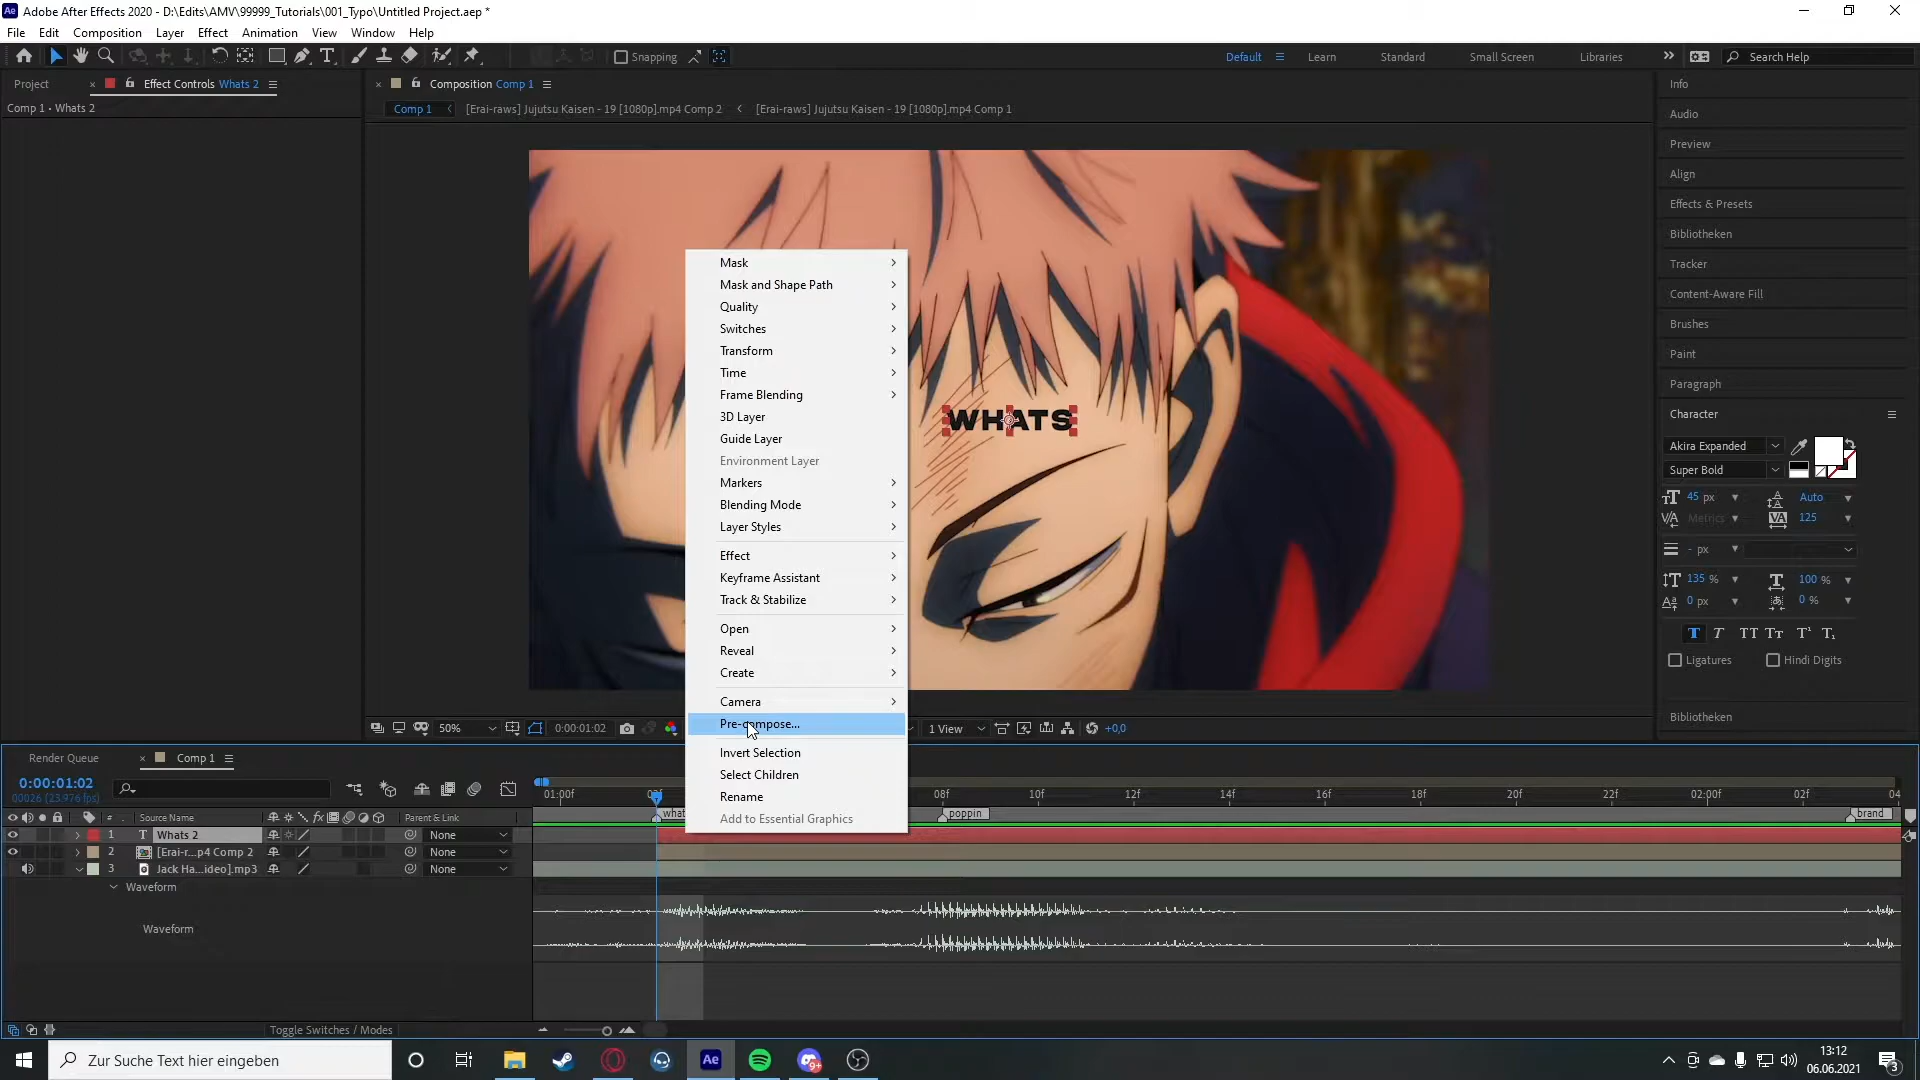 Adobe After Effects 2020 - D:\Edits\AMV\99999_Tutorials\001_Typo\Untitled Project.aep *
File Edit Composition Layer Effect Animation View Window Help
Snapping
Default Learn Standard Small Screen Libraries Search Help
Project Effect Controls Whats 2
Comp 1 • Whats 2
Composition Comp 1
Comp 1 [Erai-raws] Jujutsu Kaisen - 19 [1080p].mp4 Comp 2 [Erai-raws] Jujutsu Kaisen - 19 [1080p].mp4 Comp 1
WHATS
Mask
Mask and Shape Path
Quality
Switches
Transform
Time
Frame Blending
3D Layer
Guide Layer
Environment Layer
Markers
Blending Mode
Layer Styles
Effect
Keyframe Assistant
Track & Stabilize
Open
Reveal
Create
Camera
Pre-compose...
Invert Selection
Select Children
Rename
Add to Essential Graphics
Info
Audio
Preview
Align
Effects & Presets
Bibliotheken
Tracker
Content-Aware Fill
Brushes
Paint
Paragraph
Character
Akira Expanded
Super Bold
45 px Auto
Metrics 125
- px
135 % 100 %
0 px 0 %
Ligatures Hindi Digits
Bibliotheken
50% 0:00:01:02 1 View +0,0
Render Queue Comp 1
0:00:01:02
00026 (23.976 fps)
01:00f 02f 08f 10f 12f 14f 16f 18f 20f 22f 02:00f 02f 04
what poppin brand
# Source Name Parent & Link
1 Whats 2 None
2 [Erai-r...p4 Comp 2 None
3 Jack Ha...ideo].mp3 None
Waveform
Waveform
Toggle Switches / Modes
Zur Suche Text hier eingeben
Ae
13:12
06.06.2021